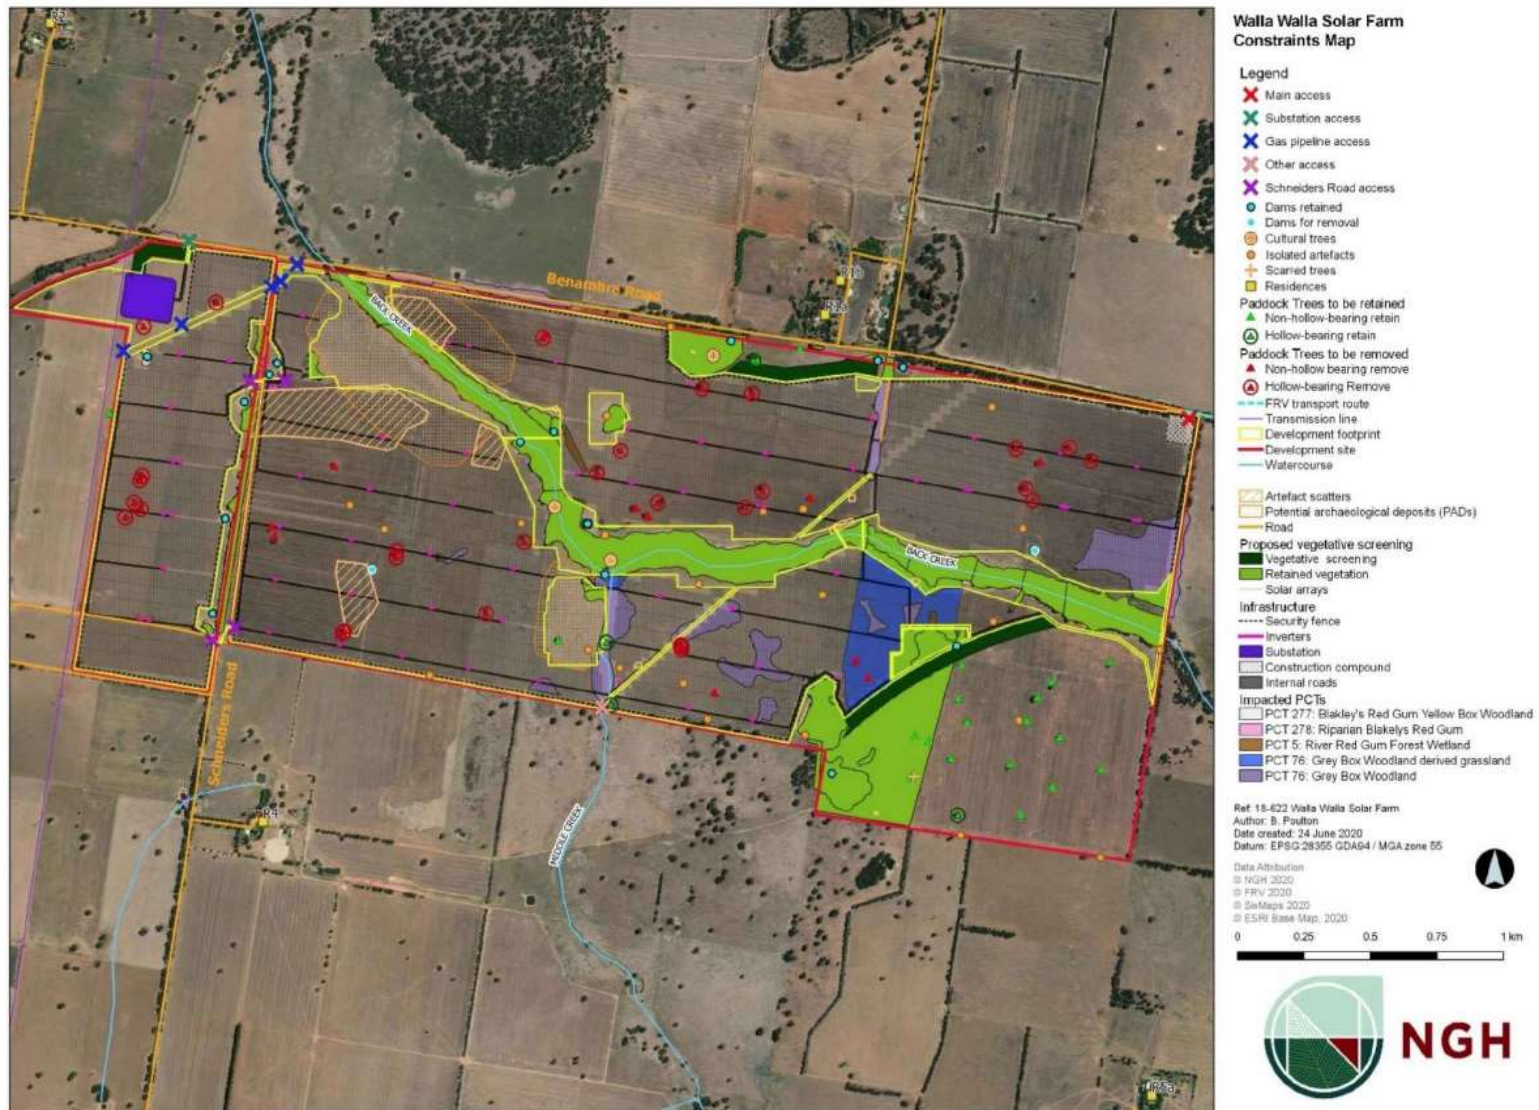 Walla Walla Solar Farm
Constraints Map
Legend
Main access
Substation access
Gas pipeline access
Other access
Schneiders Road access
Dams retained
Dams for removal
Cultural trees
Isolated artefacts
Scarred trees
Residences
Paddock Trees to be retained
Non-hollow-bearing retain
Hollow-bearing retain
Paddock Trees to be removed
Non-hollow bearing remove
Hollow-bearing Remove
FRV transport route
Transmission line
Development footprint
Development site
Watercourse
Artefact scatters
Potential archaeological deposits (PADs)
Road
Proposed vegetative screening
Vegetative screening
Retained vegetation
Solar arrays
Infrastructure
Security fence
Inverters
Substation
Construction compound
Internal roads
Impacted PCTs
PCT 277: Blakley's Red Gum Yellow Box Woodland
PCT 278: Riparian Blakelys Red Gum
PCT 5: River Red Gum Forest Wetland
PCT 76: Grey Box Woodland derived grassland
PCT 76: Grey Box Woodland
Ref: 18-622 Walla Walla Solar Farm
Author: B. Poulton
Date created: 24 June 2020
Datum: EPSG:28355 GDA94 / MGA zone 55
Data Attribution
© NGH 2020
© FRV 2020
© SixMaps 2020
© ESRI Base Map, 2020
0 0.25 0.5 0.75 1 km
NGH
R2
Benambre Road
R1b
R1a
BACK CREEK
BACK CREEK
Schneiders Road
R4
MIDDLE CREEK